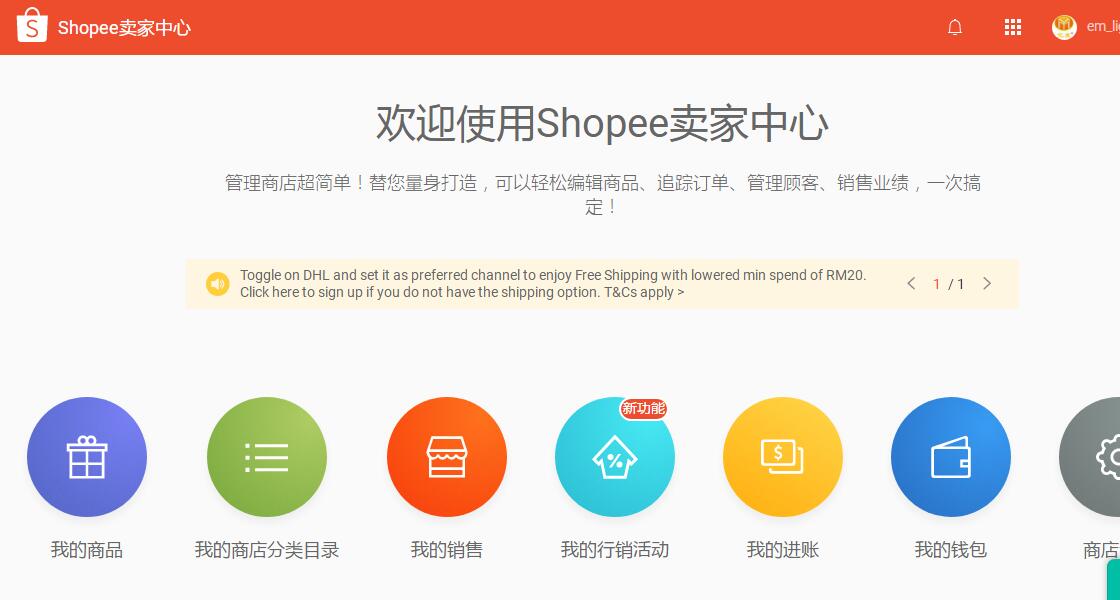 Shopee卖家中心
em_li
欢迎使用Shopee卖家中心
管理商店超简单！替您量身打造，可以轻松编辑商品、追踪订单、管理顾客、销售业绩，一次搞
定！
Toggle on DHL and set it as preferred channel to enjoy Free Shipping with lowered min spend of RM20.
Click here to sign up if you do not have the shipping option. T&Cs apply >
1 / 1
新功能
我的商品
我的商店分类目录
我的销售
我的行销活动
我的进账
我的钱包
商店